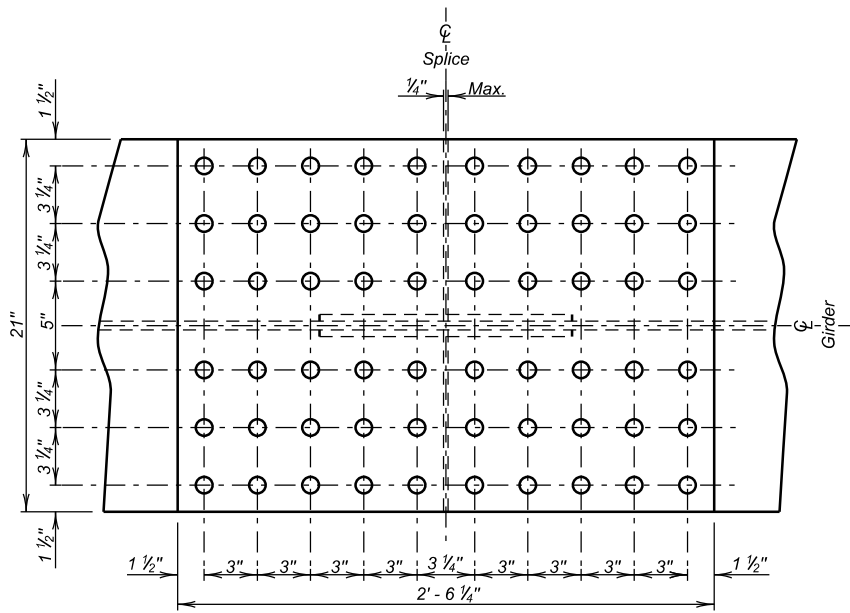 ℄
Splice
¼" Max.
1 ½"
3 ¼"
3 ¼"
5"
3 ¼"
3 ¼"
1 ½"
21"
℄
Girder
1 ½" 3" 3" 3" 3" 3 ¼" 3" 3" 3" 3" 1 ½"
2' - 6 ¼"